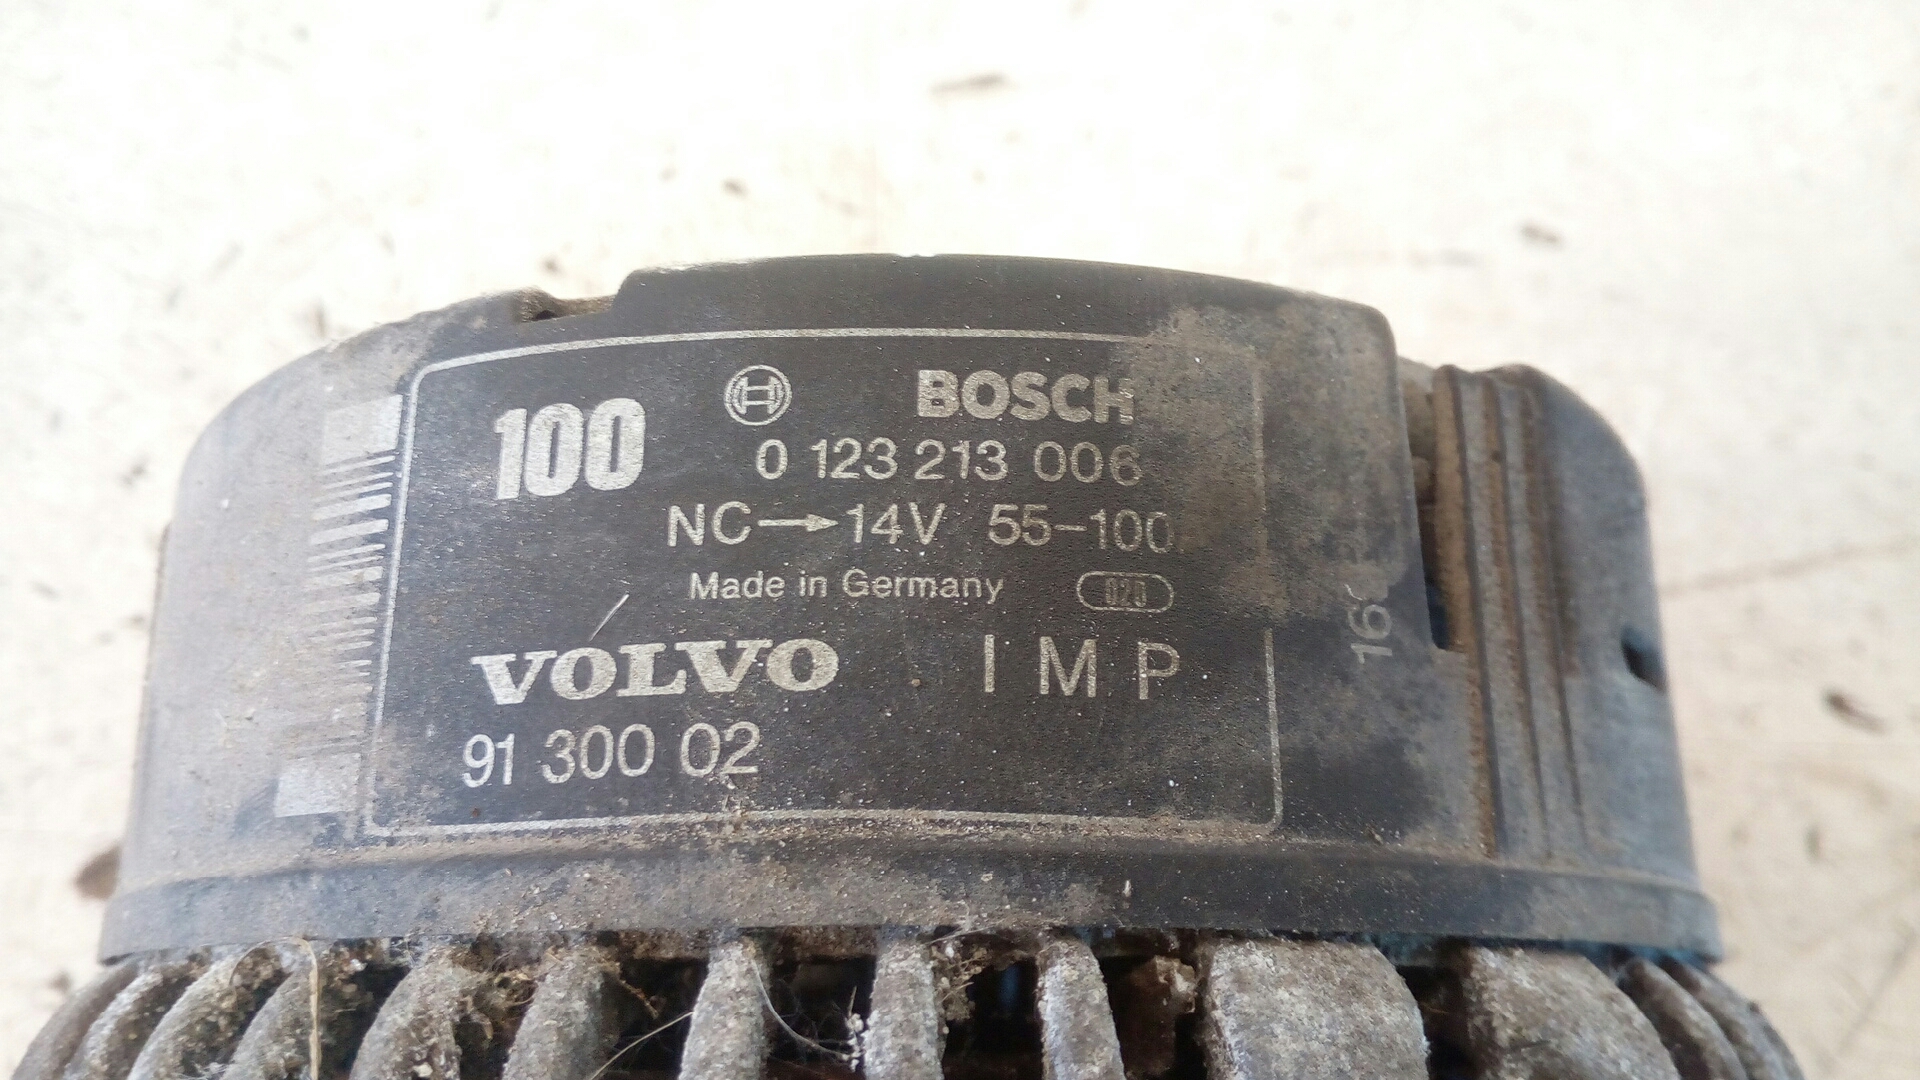 100
BOSCH
0 123 213 006
NC→14V 55-100
Made in Germany 020
VOLVO IMP
91 300 02